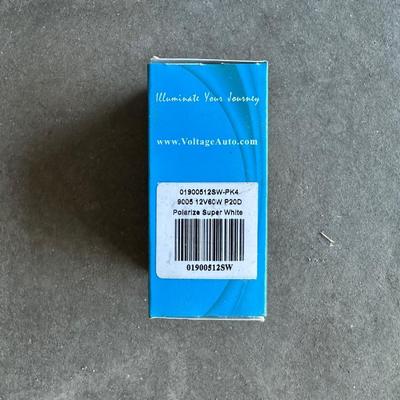 Illuminate Your Journey
www.VoltageAuto.com
01900512SW-PK4
9005 12V60W P20D
Polarize Super White
01900512SW